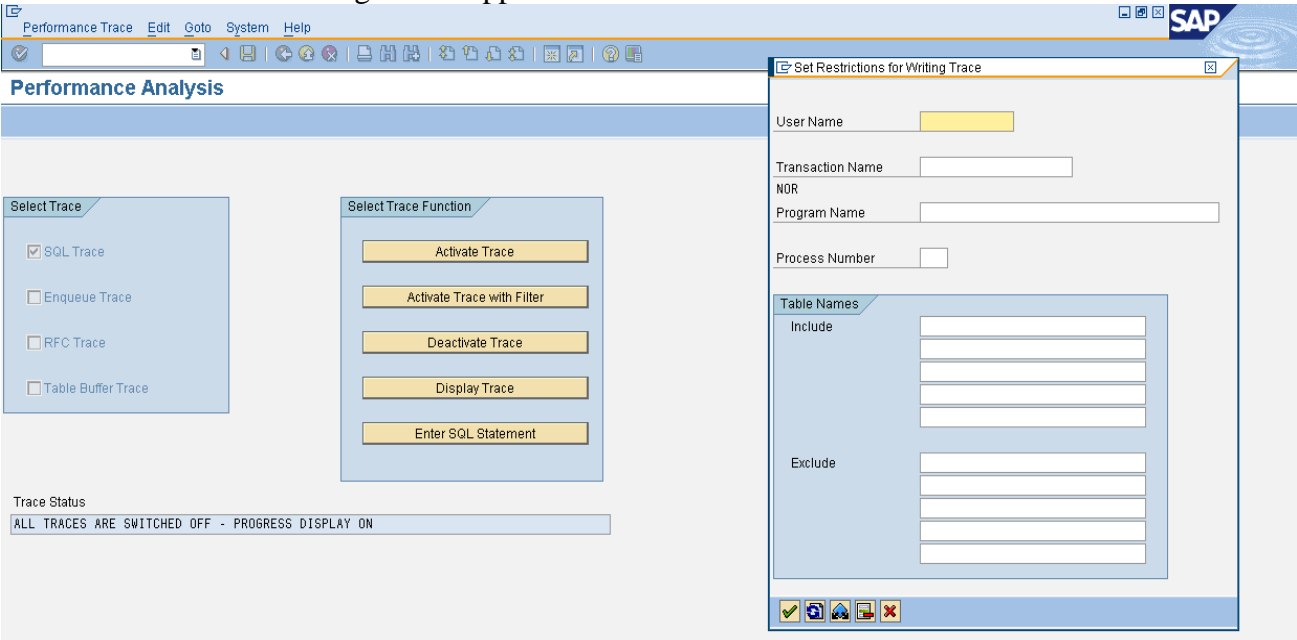 Performance Trace Edit Goto System Help
SAP
Performance Analysis
Select Trace
SQL Trace
Enqueue Trace
RFC Trace
Table Buffer Trace
Select Trace Function
Activate Trace
Activate Trace with Filter
Deactivate Trace
Display Trace
Enter SQL Statement
Trace Status
ALL TRACES ARE SWITCHED OFF - PROGRESS DISPLAY ON
Set Restrictions for Writing Trace
User Name
Transaction Name
NOR
Program Name
Process Number
Table Names
Include
Exclude